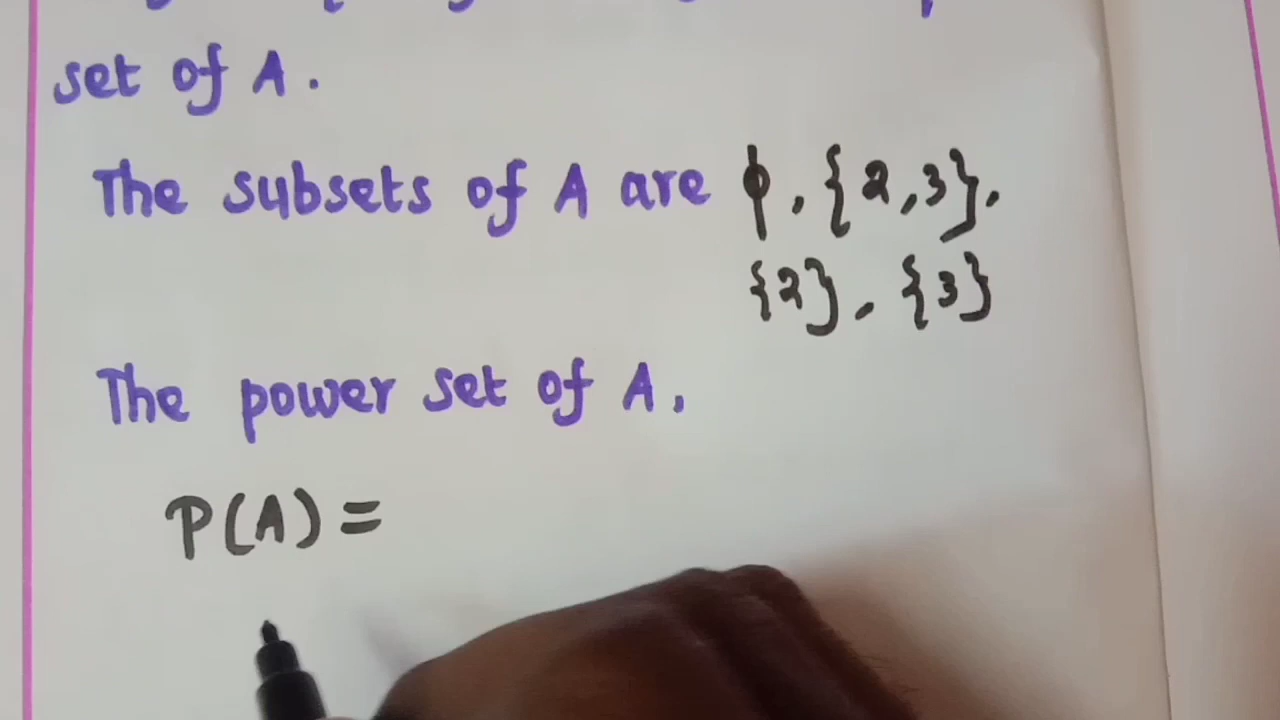 set of A.
The subsets of A are ϕ, {2,3},
{2}, {3}
The power set of A,
P(A) =